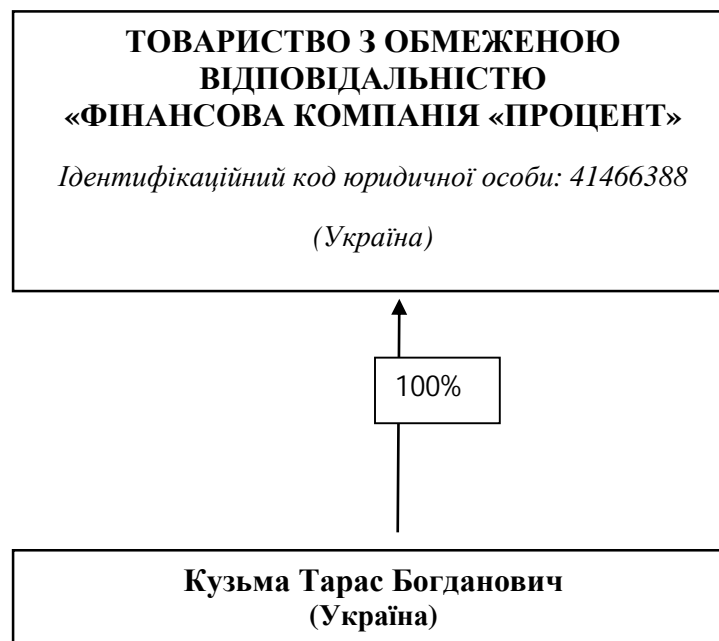 ТОВАРИСТВО З ОБМЕЖЕНОЮ
ВІДПОВІДАЛЬНІСТЮ
«ФІНАНСОВА КОМПАНІЯ «ПРОЦЕНТ»
Ідентифікаційний код юридичної особи: 41466388
(Україна)
100%
Кузьма Тарас Богданович
(Україна)